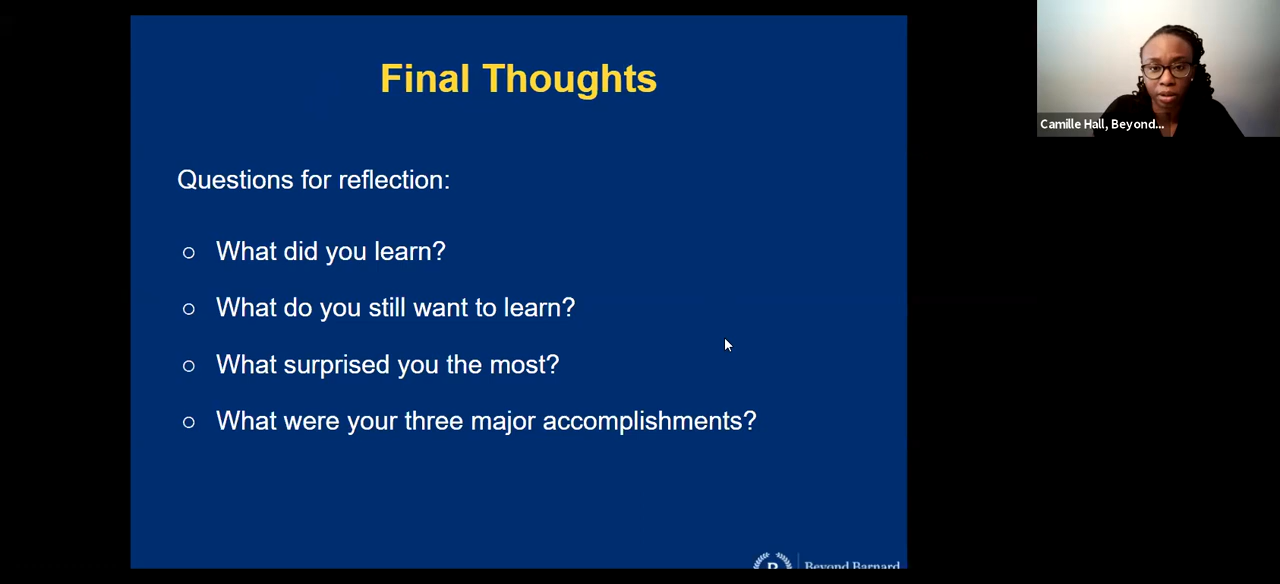 Final Thoughts
Camille Hall, Beyond...
Questions for reflection:
○ What did you learn?
○ What do you still want to learn?
○ What surprised you the most?
○ What were your three major accomplishments?
B
Beyond Barnard